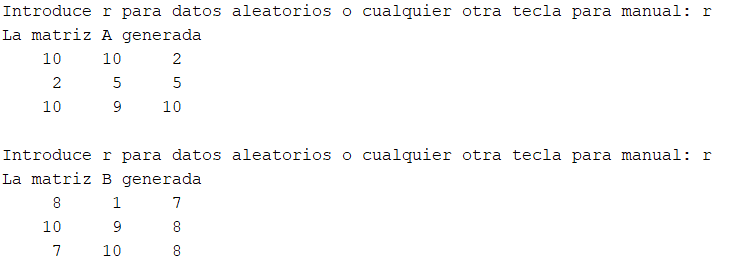 Introduce r para datos aleatorios o cualquier otra tecla para manual: r
La matriz A generada
10 10 2
2 5 5
10 9 10
Introduce r para datos aleatorios o cualquier otra tecla para manual: r
La matriz B generada
8 1 7
10 9 8
7 10 8